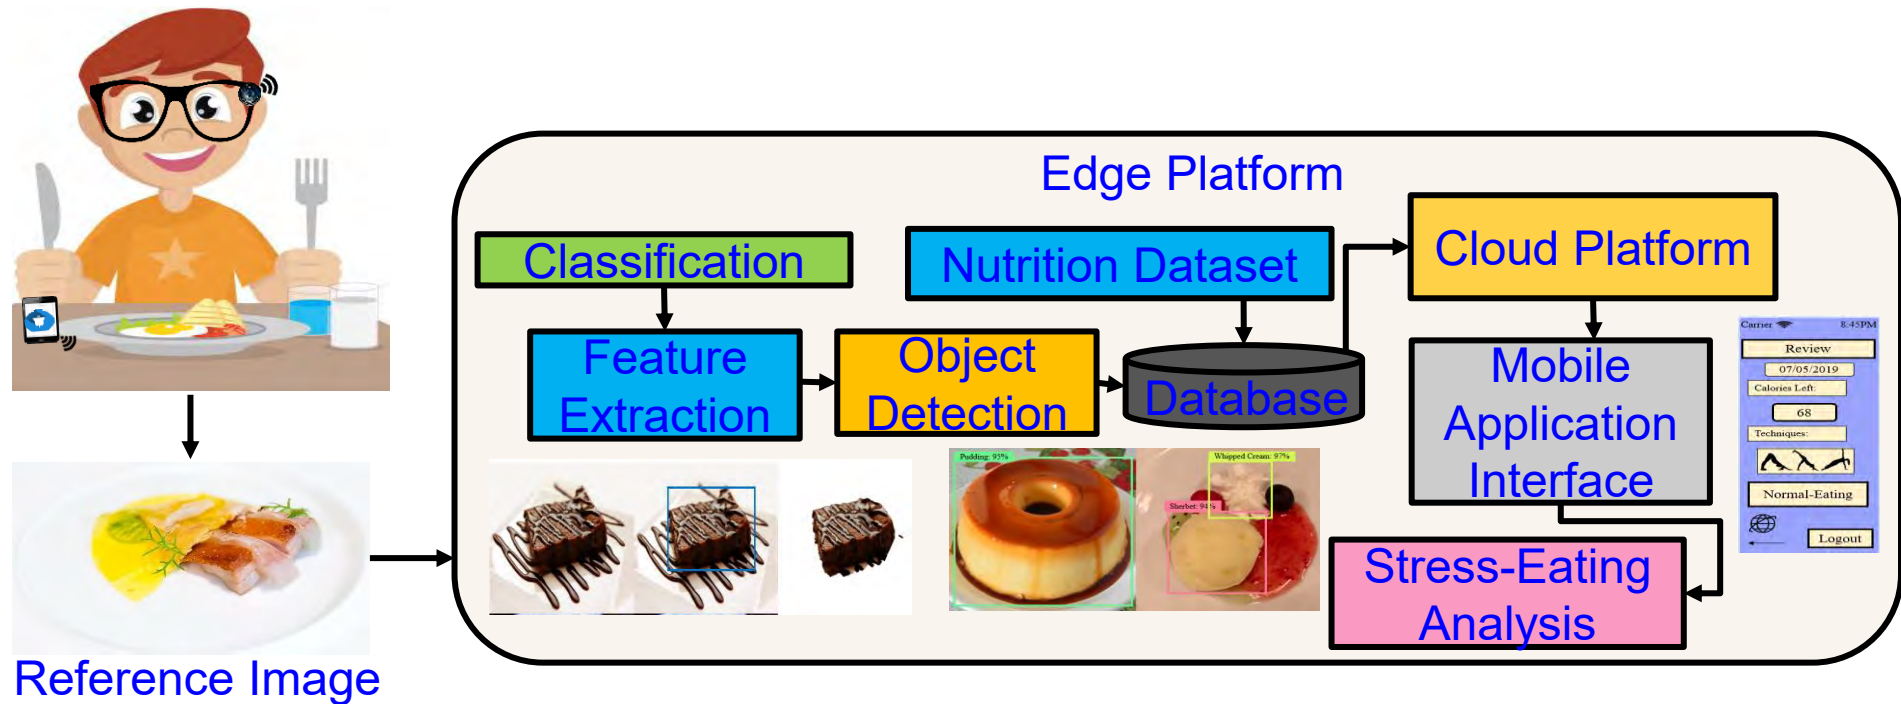 Edge Platform
Classification
Nutrition Dataset
Cloud Platform
Feature
Extraction
Object
Detection
Database
Mobile
Application
Interface
Stress-Eating
Analysis
Reference Image
Pudding: 95%
Whipped Cream: 97%
Sherbet: 94%
Carrier 8:45PM
Review
07/05/2019
Calories Left:
68
Techniques:
Normal-Eating
Logout